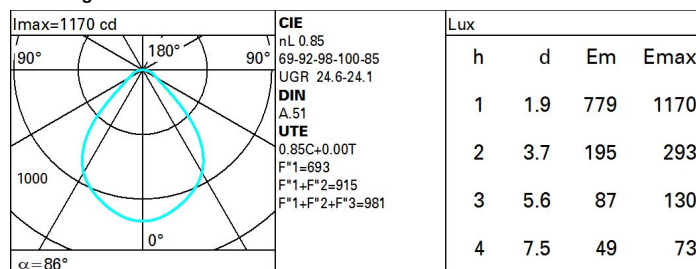 Imax=1170 cd
90°
180°
90°
1000
0°
α=86°
CIE
nL 0.85
69-92-98-100-85
UGR 24.6-24.1
DIN
A.51
UTE
0.85C+0.00T
F"1=693
F"1+F"2=915
F"1+F"2+F"3=981
Lux
h d Em Emax
1 1.9 779 1170
2 3.7 195 293
3 5.6 87 130
4 7.5 49 73